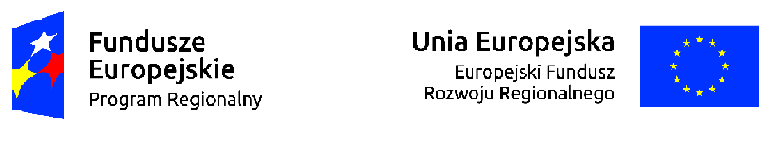 Fundusze
Europejskie
Program Regionalny
Unia Europejska
Europejski Fundusz
Rozwoju Regionalnego